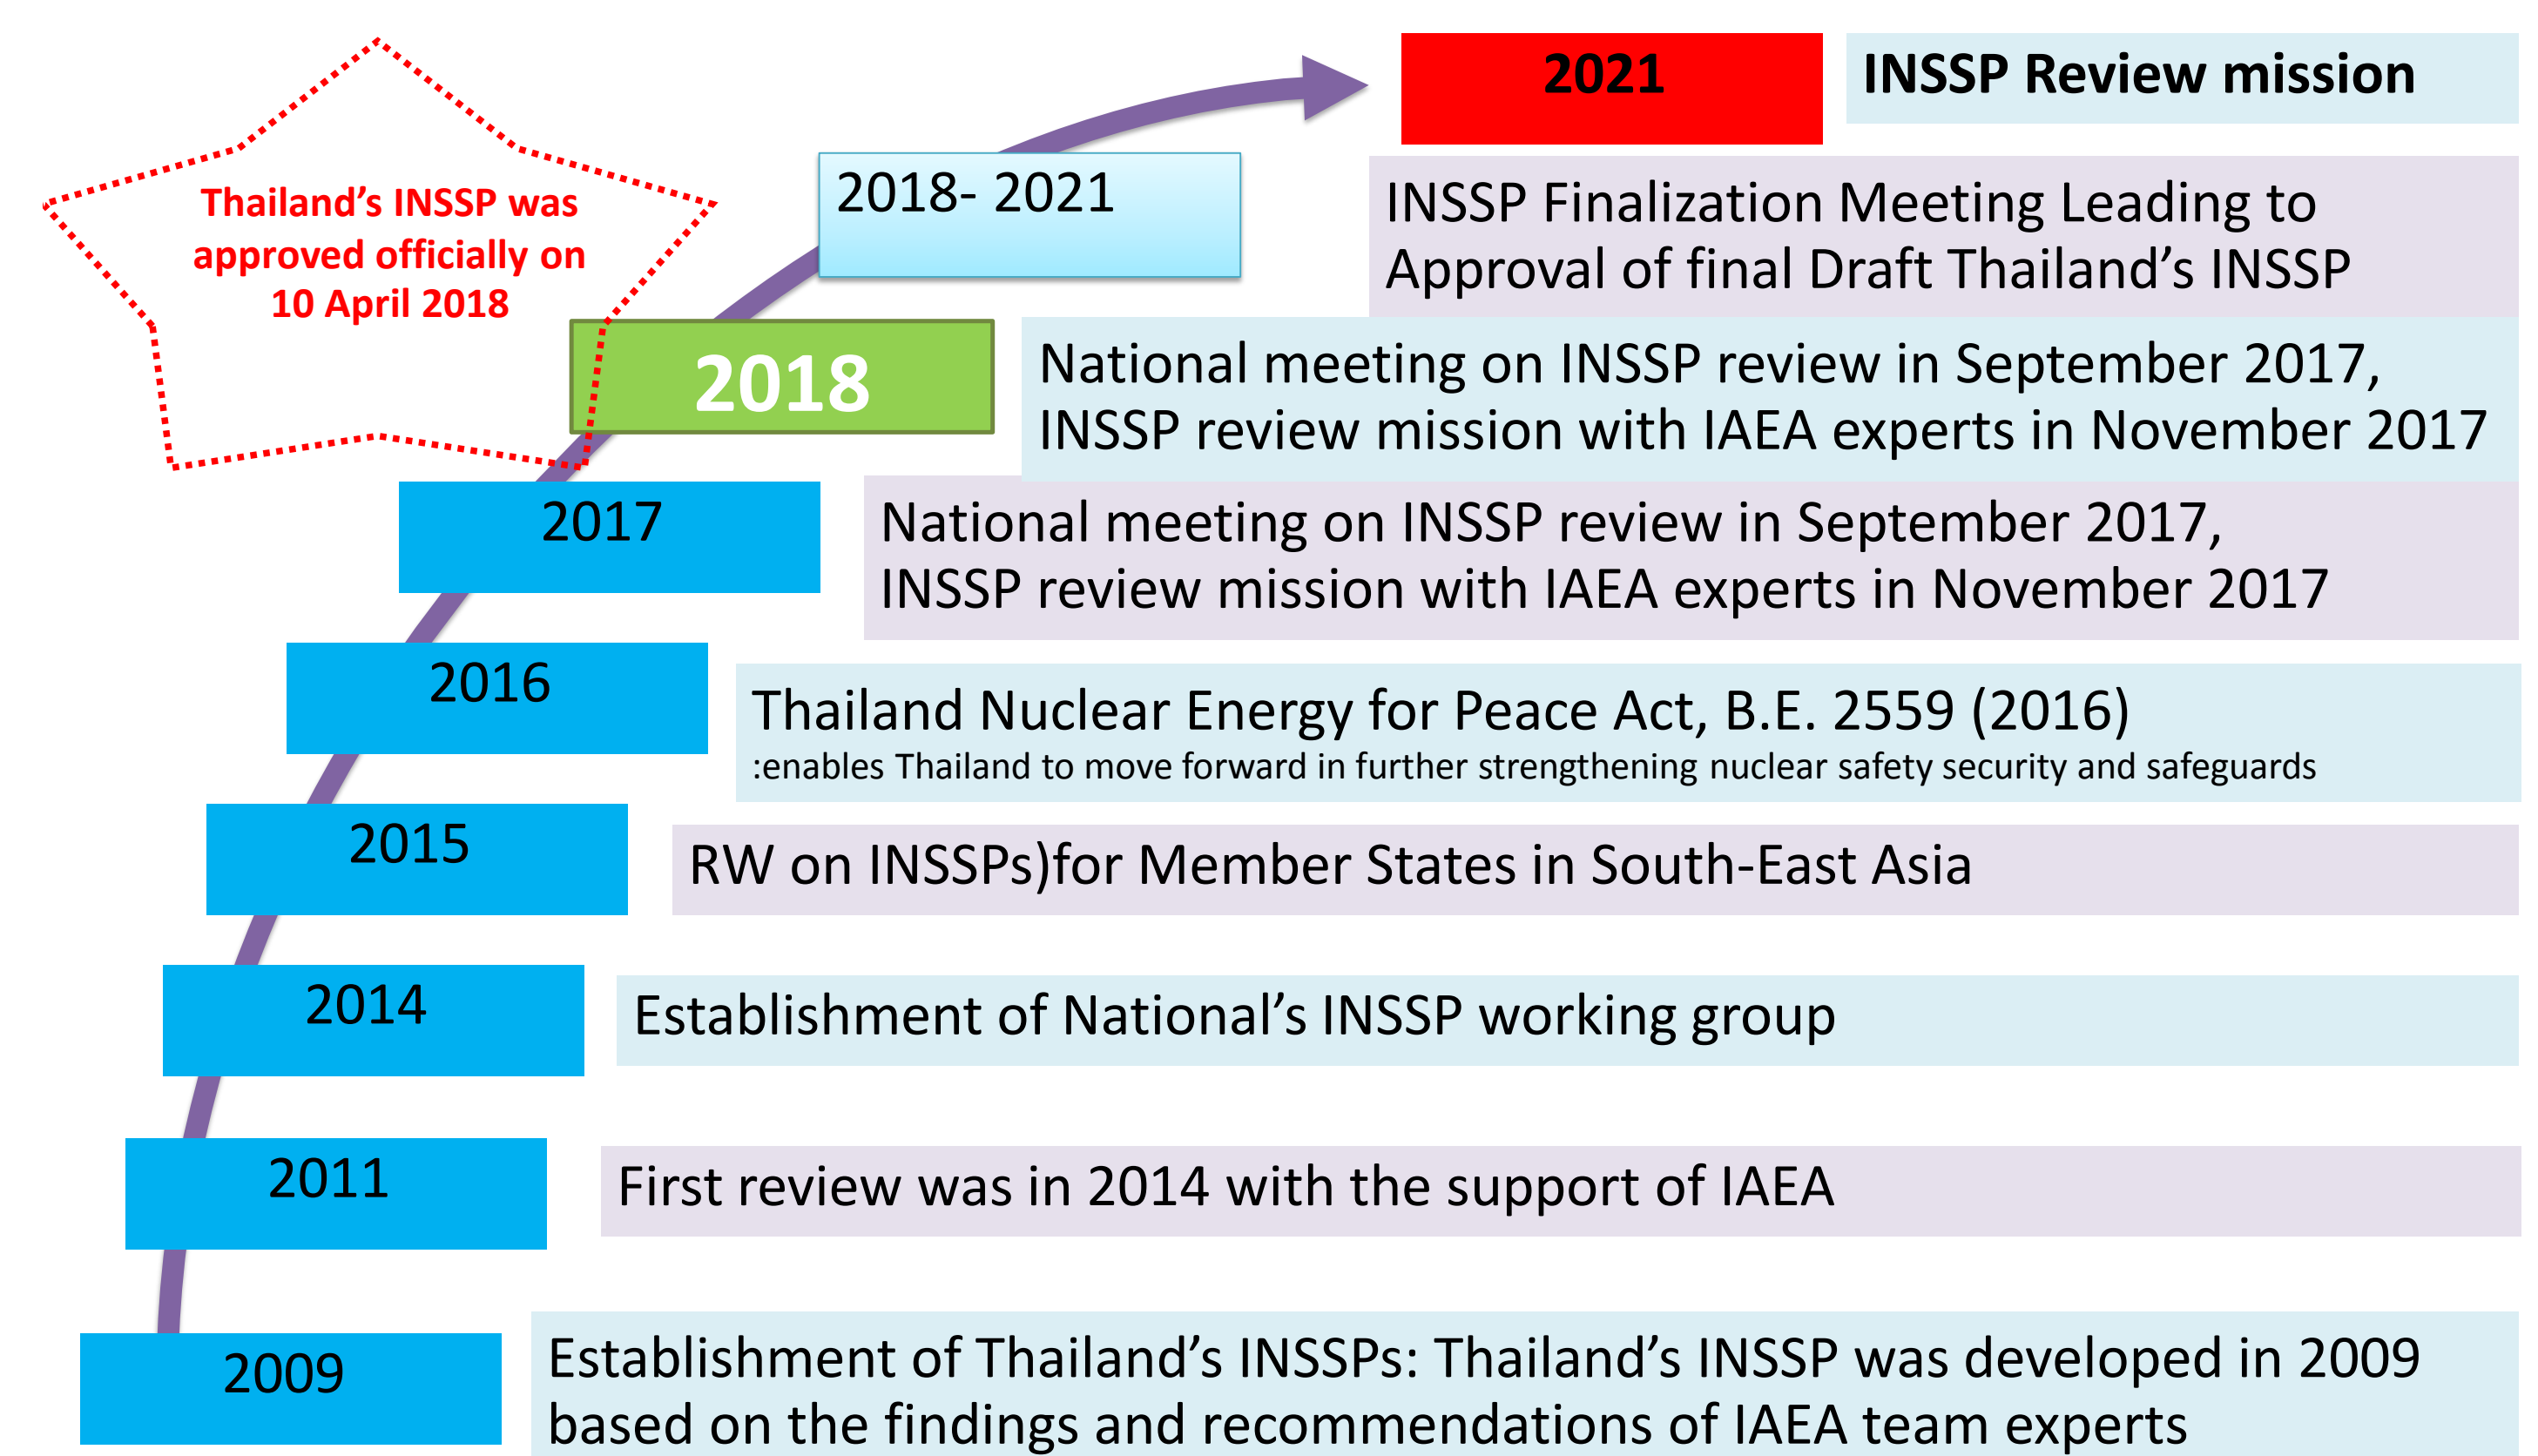 2021
INSSP Review mission
Thailand’s INSSP was
approved officially on
10 April 2018
2018- 2021
INSSP Finalization Meeting Leading to
Approval of final Draft Thailand’s INSSP
2018
National meeting on INSSP review in September 2017,
INSSP review mission with IAEA experts in November 2017
2017
National meeting on INSSP review in September 2017,
INSSP review mission with IAEA experts in November 2017
2016
Thailand Nuclear Energy for Peace Act, B.E. 2559 (2016)
:enables Thailand to move forward in further strengthening nuclear safety security and safeguards
2015
RW on INSSPs)for Member States in South-East Asia
2014
Establishment of National’s INSSP working group
2011
First review was in 2014 with the support of IAEA
2009
Establishment of Thailand’s INSSPs: Thailand’s INSSP was developed in 2009
based on the findings and recommendations of IAEA team experts